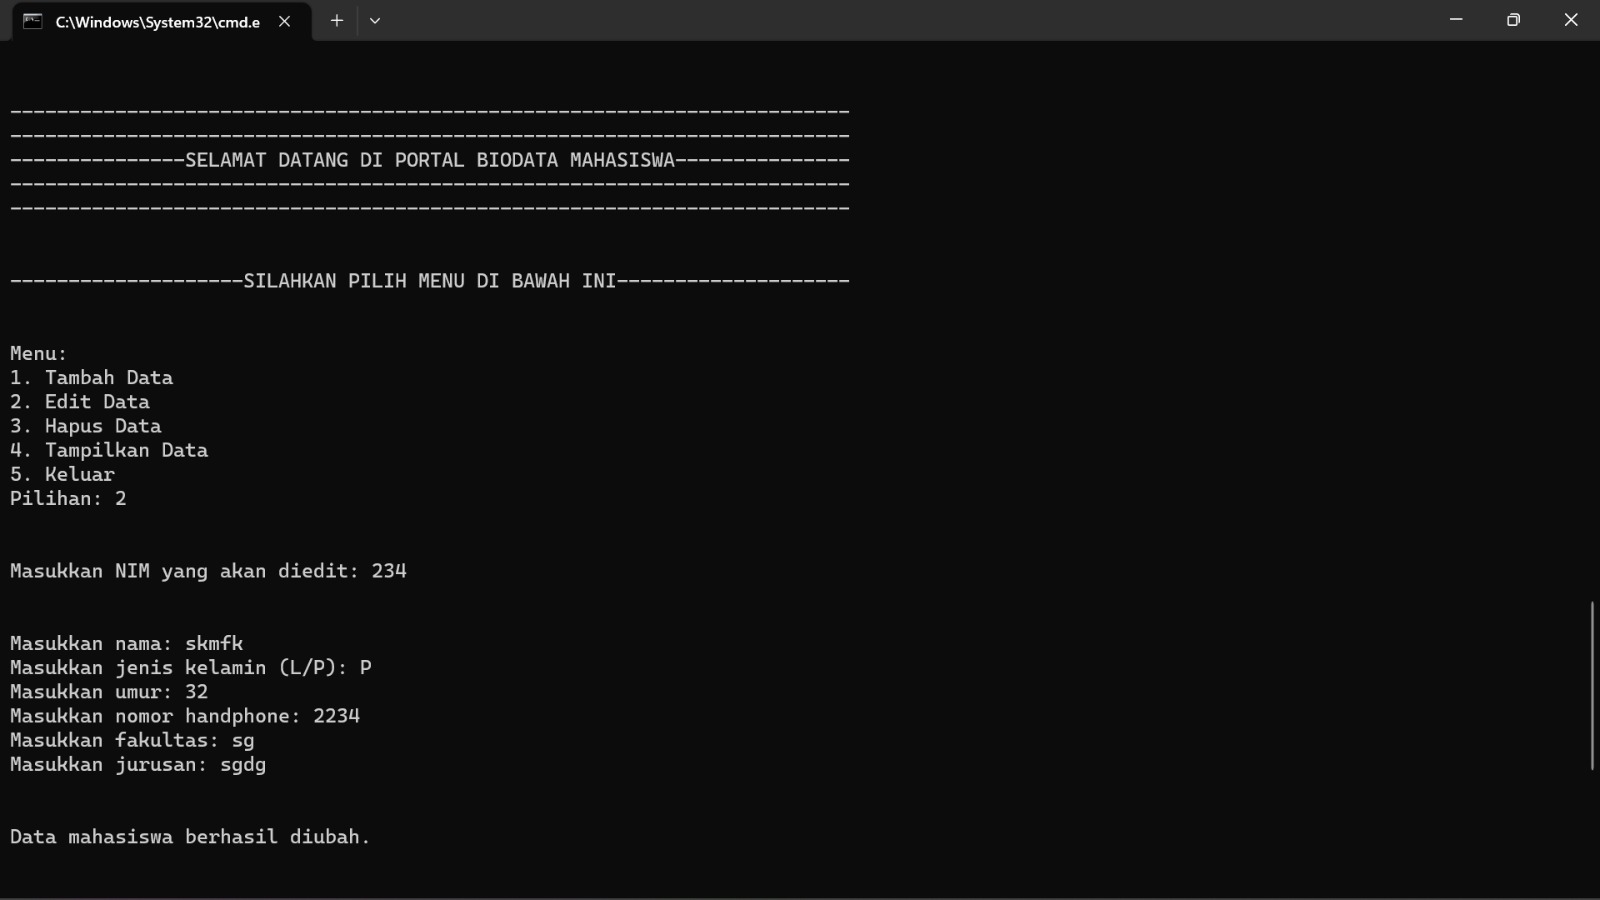 C:\Windows\System32\cmd.e
------------------------------------------------------------------------
------------------------------------------------------------------------
---------------SELAMAT DATANG DI PORTAL BIODATA MAHASISWA---------------
------------------------------------------------------------------------
------------------------------------------------------------------------
--------------------SILAHKAN PILIH MENU DI BAWAH INI--------------------
Menu:
1. Tambah Data
2. Edit Data
3. Hapus Data
4. Tampilkan Data
5. Keluar
Pilihan: 2
Masukkan NIM yang akan diedit: 234
Masukkan nama: skmfk
Masukkan jenis kelamin (L/P): P
Masukkan umur: 32
Masukkan nomor handphone: 2234
Masukkan fakultas: sg
Masukkan jurusan: sgdg
Data mahasiswa berhasil diubah.